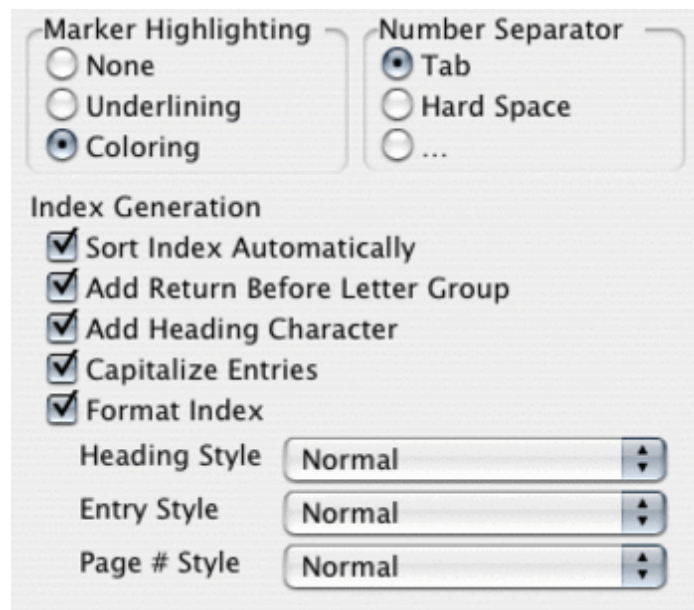 Marker Highlighting
None
Underlining
Coloring
Number Separator
Tab
Hard Space
...
Index Generation
Sort Index Automatically
Add Return Before Letter Group
Add Heading Character
Capitalize Entries
Format Index
Heading Style Normal
Entry Style Normal
Page # Style Normal